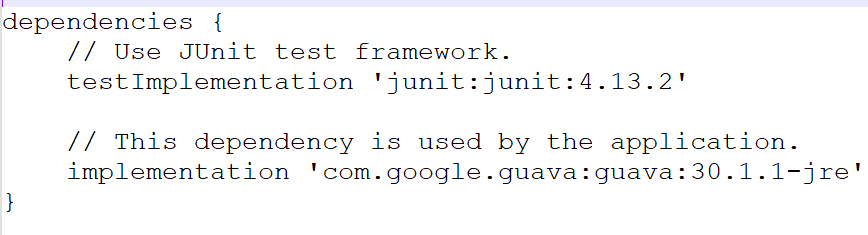 dependencies {
    // Use JUnit test framework.
    testImplementation 'junit:junit:4.13.2'

    // This dependency is used by the application.
    implementation 'com.google.guava:guava:30.1.1-jre'
}